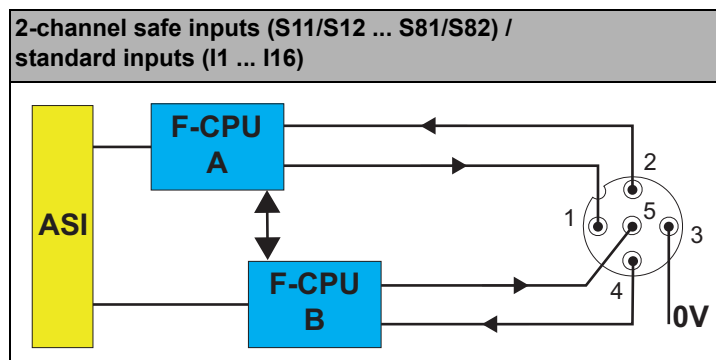 2-channel safe inputs (S11/S12 ... S81/S82) /
standard inputs (I1 ... I16)
F-CPU
A
2
ASI
1
5
3
F-CPU
B
4
0V